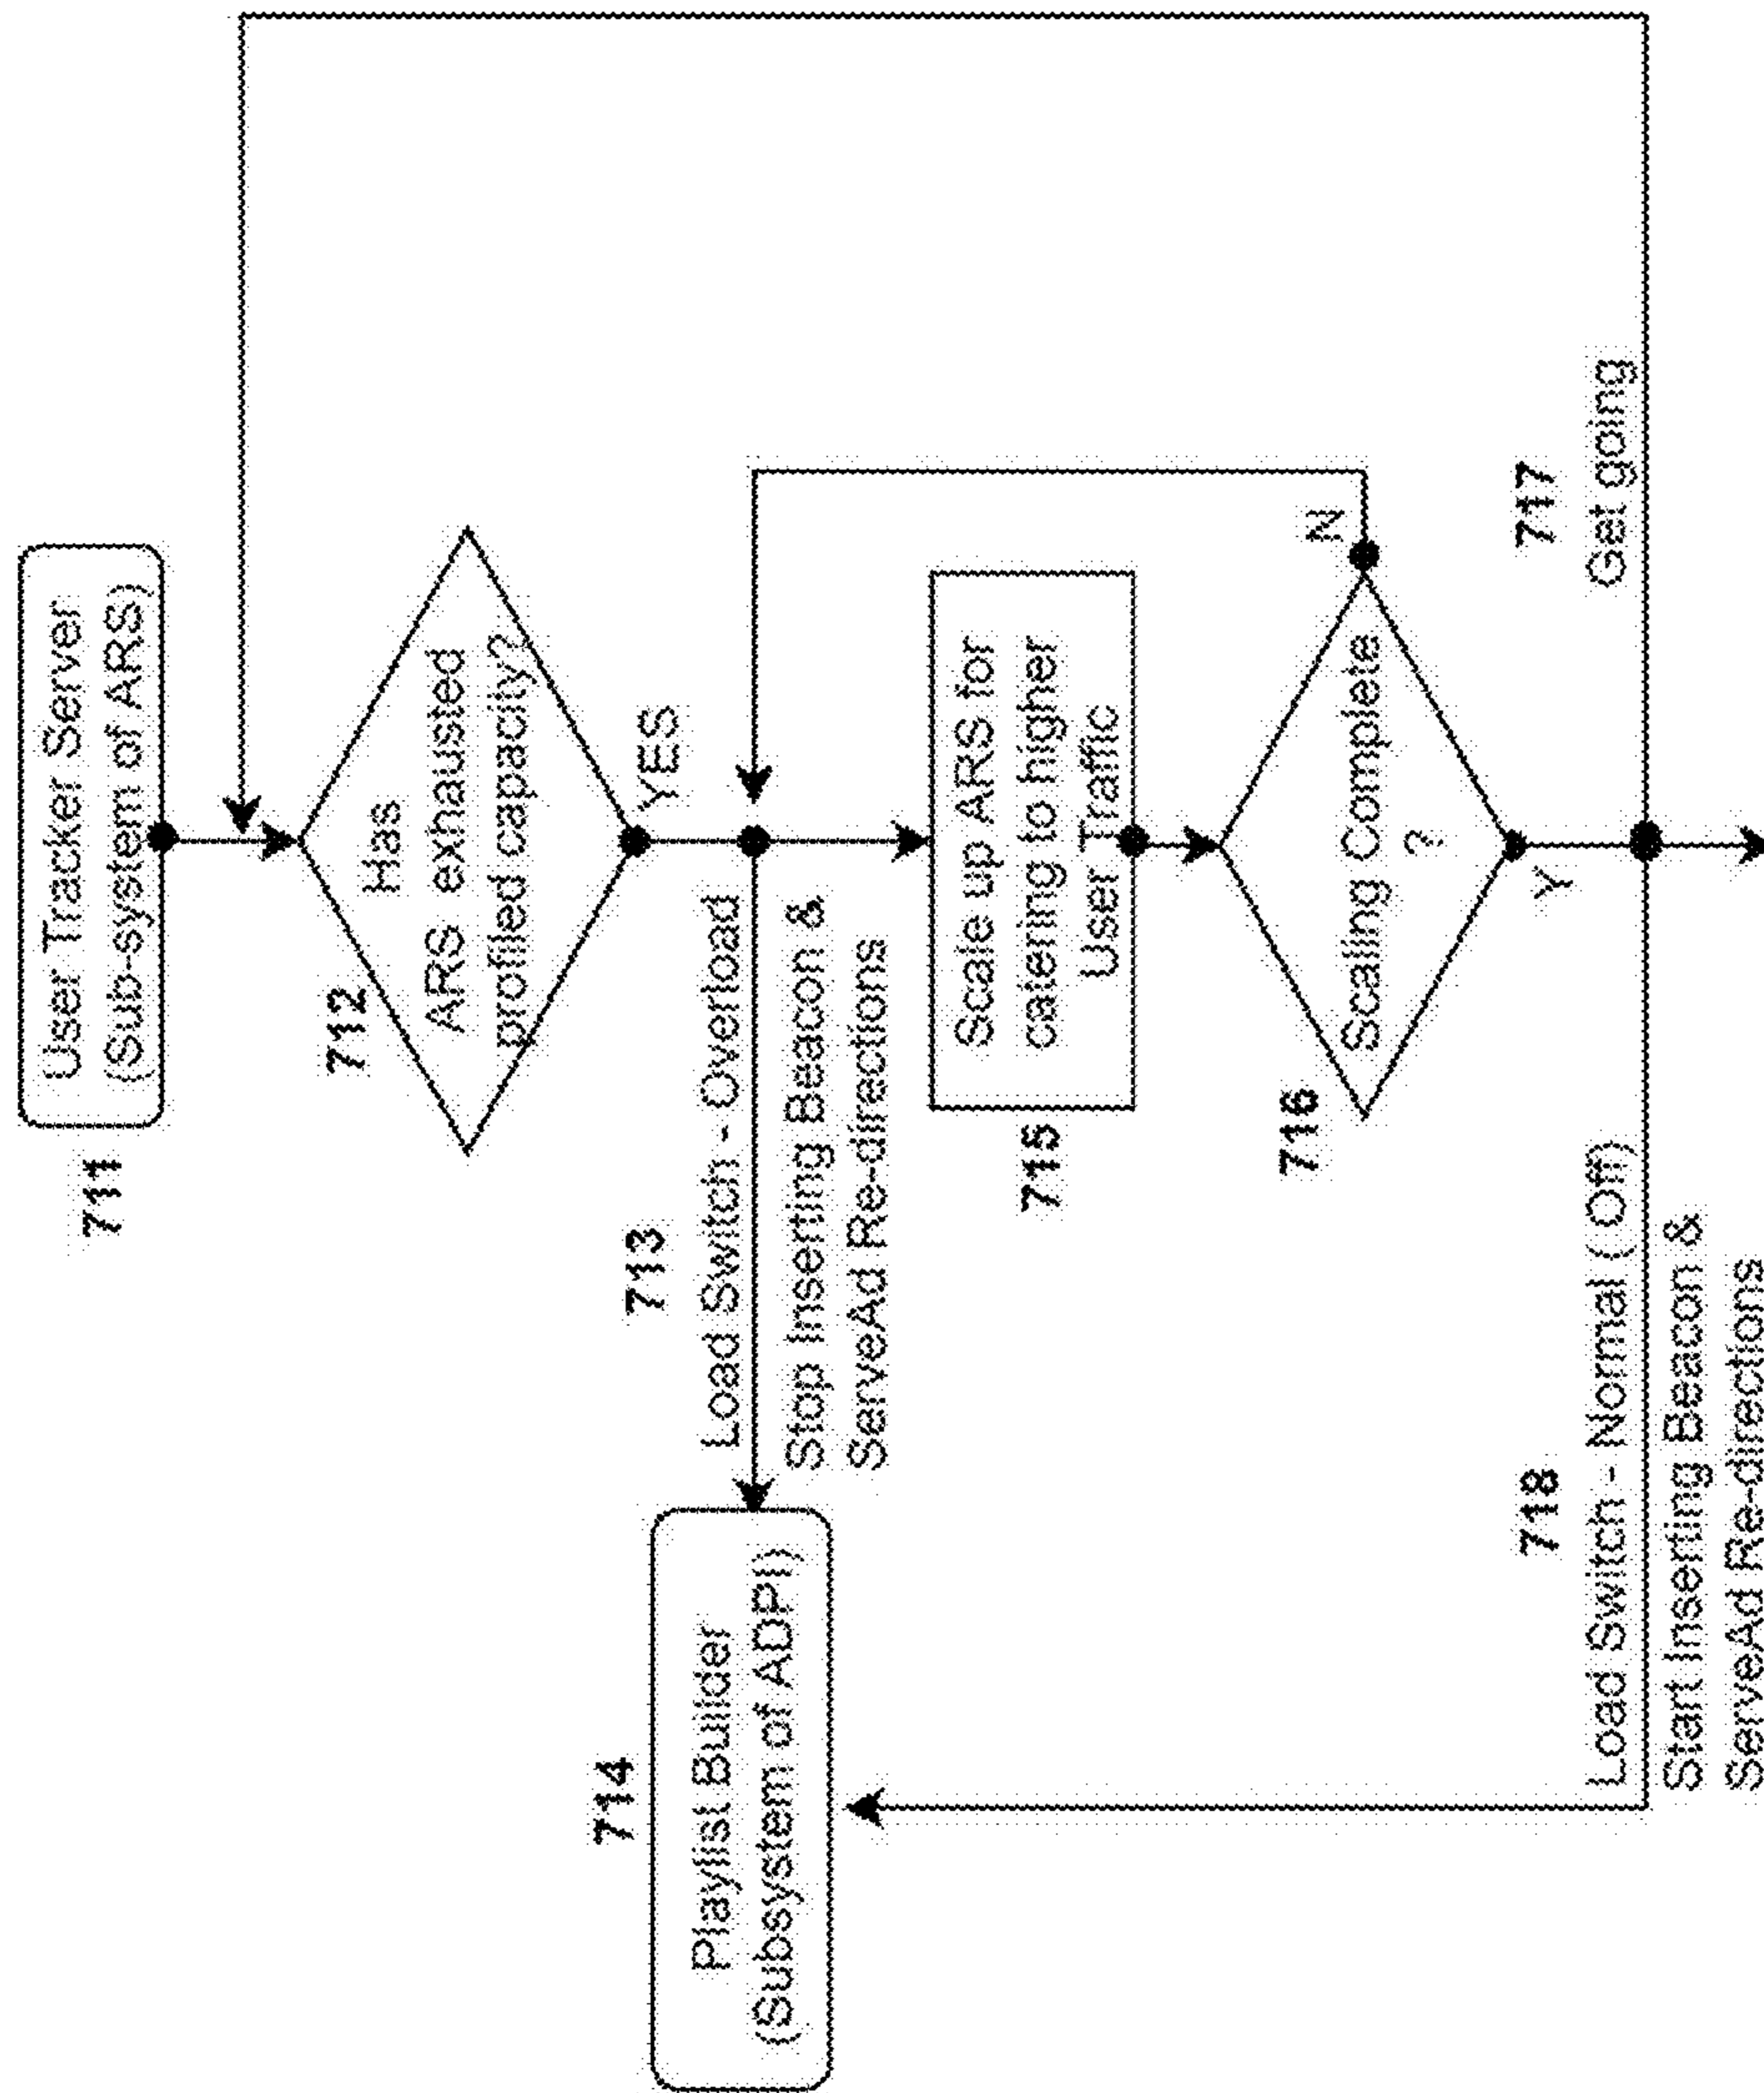 711
User Tracker Server
(Sub-system of ARS)
712
Has
ARS exhausted
profiled capacity?
YES
713
Load Switch - Overload
Stop Inserting Beacon &
ServeAd Re-directions
714
Playlist Builder
(Subsystem of ADPI)
715
Scale up ARS for
catering to higher
User Traffic
716
Scaling Complete
?
N
Y
717
Get going
718
Load Switch - Normal ( Off)
Start Inserting Beacon &
ServeAd Re-directions